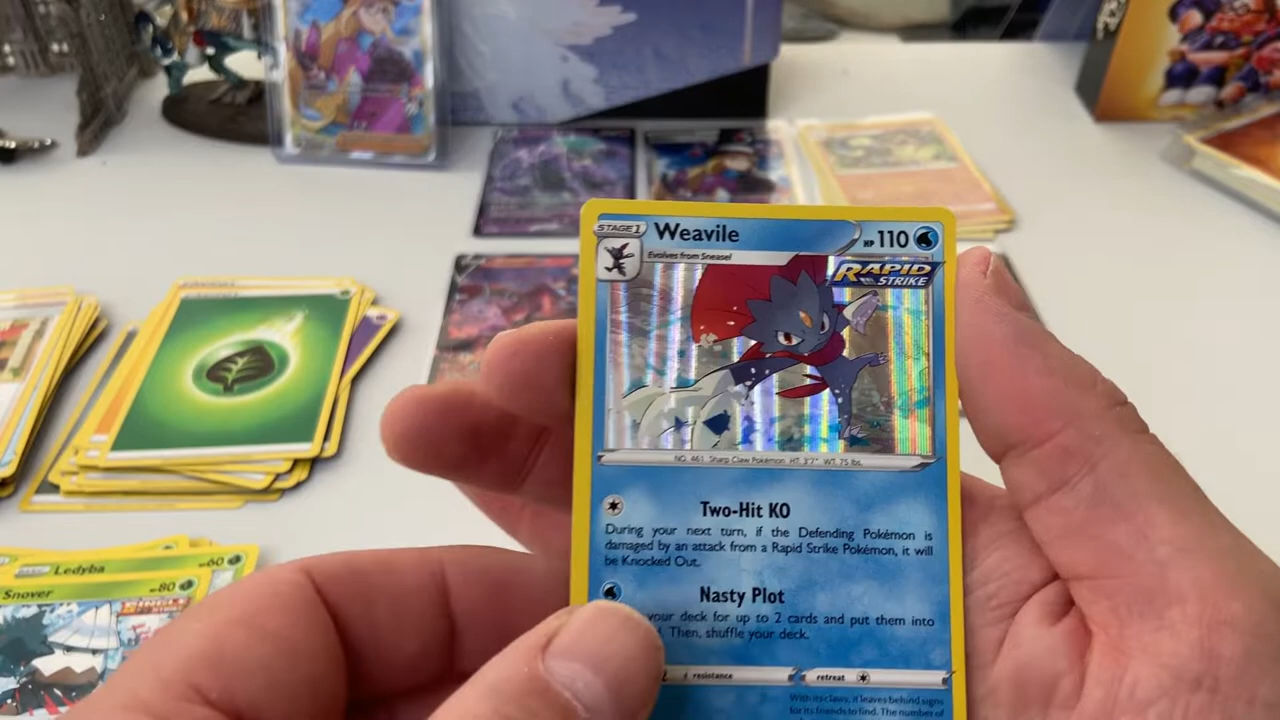 STAGE 1
Weavile
HP 110
Evolves from Sneasel
RAPID
STRIKE
NO. 461 Sharp Claw Pokémon HT: 3'7" WT: 75 lbs.
Two-Hit KO
During your next turn, if the Defending Pokémon is
damaged by an attack from a Rapid Strike Pokémon, it will
be Knocked Out.
Nasty Plot
your deck for up to 2 cards and put them into
Then, shuffle your deck.
resistance
retreat
With its claws, it leaves behind signs
for its friends to find. The number of
BASIC Ledyba
HP 60
Snover
HP 80
SINGLE